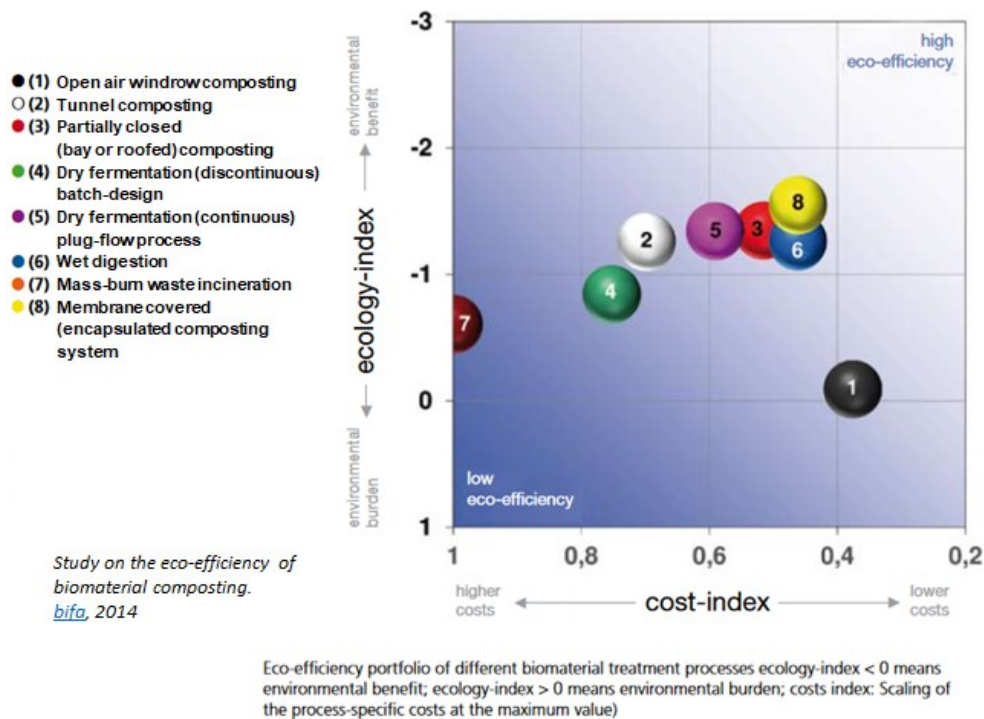 (1) Open air windrow composting
(2) Tunnel composting
(3) Partially closed
(bay or roofed) composting
(4) Dry fermentation (discontinuous)
batch-design
(5) Dry fermentation (continuous)
plug-flow process
(6) Wet digestion
(7) Mass-burn waste incineration
(8) Membrane covered
(encapsulated composting
system
Study on the eco-efficiency of
biomaterial composting.
bifa, 2014
environmental
benefit
ecology-index
environmental
burden
-3
-2
-1
0
1
high
eco-efficiency
8
2
5
3
6
4
7
1
low
eco-efficiency
1
0,8
0,6
0,4
0,2
higher
costs
cost-index
lower
costs
Eco-efficiency portfolio of different biomaterial treatment processes ecology-index < 0 means
environmental benefit; ecology-index > 0 means environmental burden; costs index: Scaling of
the process-specific costs at the maximum value)